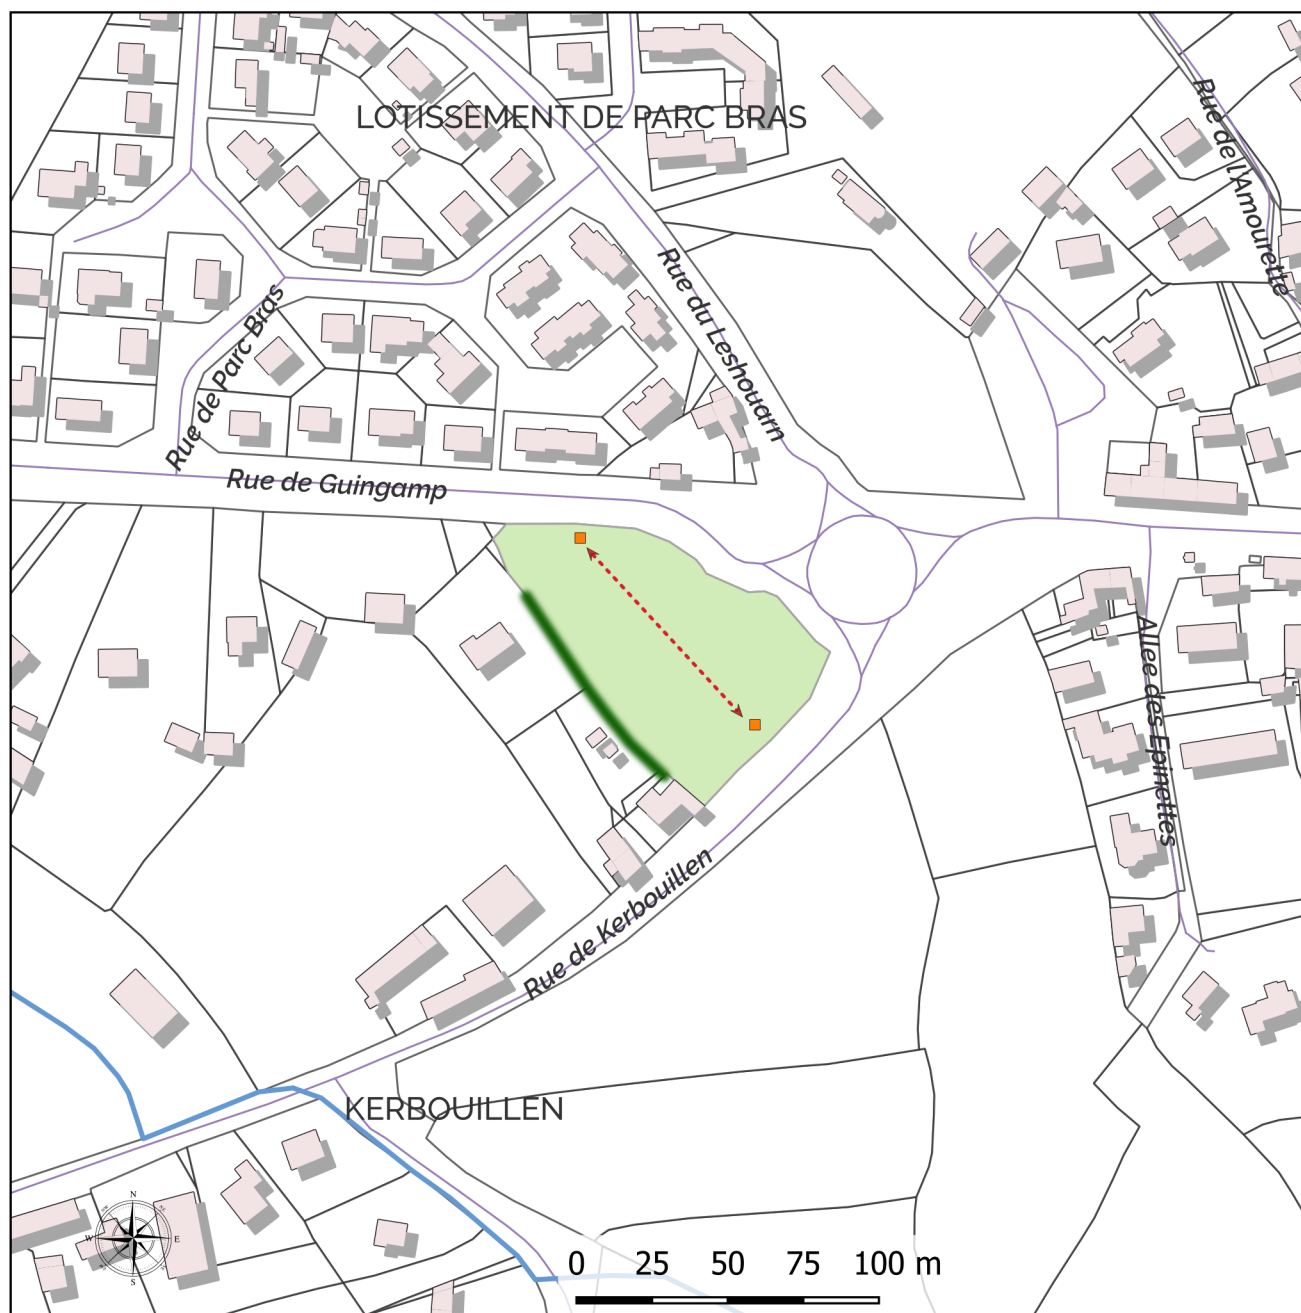 LOTISSEMENT DE PARC BRAS
Rue de l'Amourette
Rue du Leshouarn
Rue de Parc Bras
Rue de Guingamp
Allée des Epinettes
Rue de Kerbouillen
KERBOUILLEN
N
W E
S
0 25 50 75 100 m